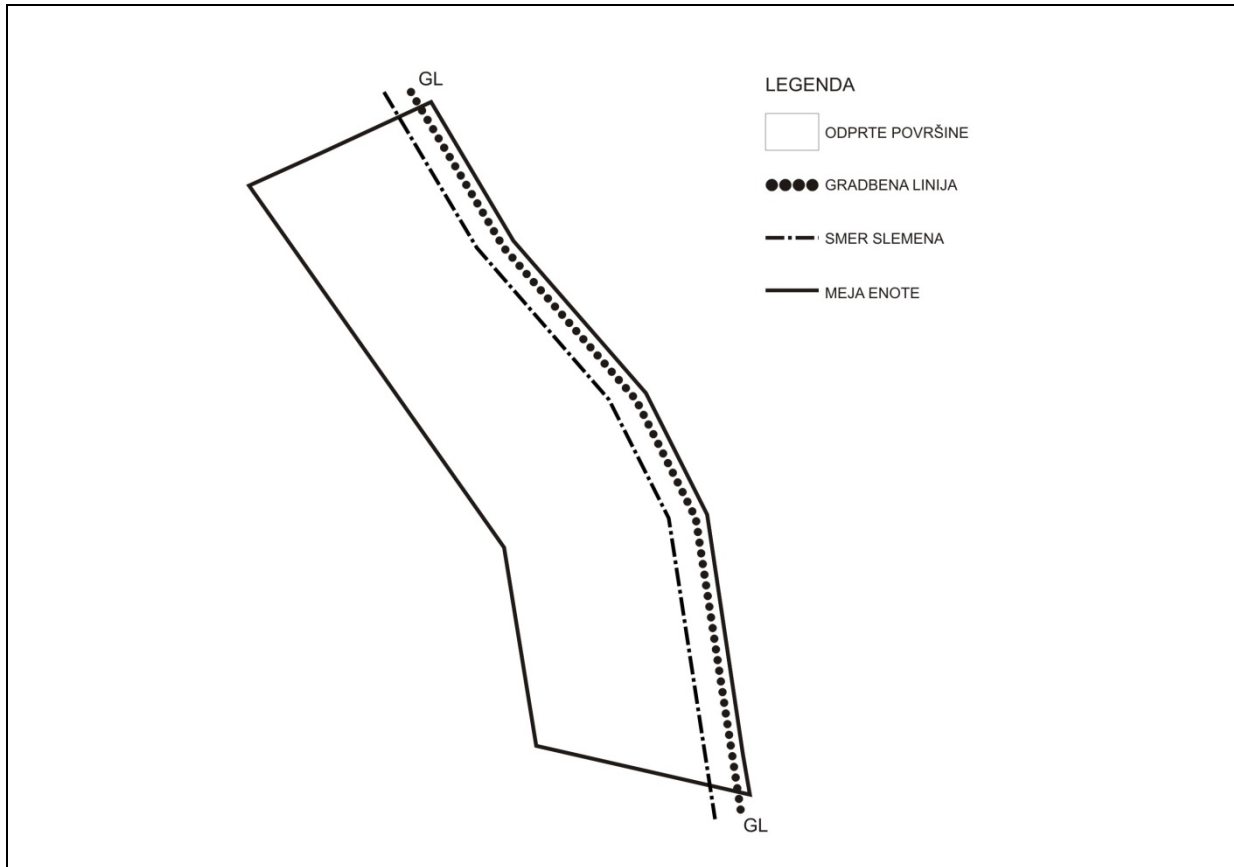 GL
LEGENDA
ODPRTE POVRŠINE
GRADBENA LINIJA
SMER SLEMENA
MEJA ENOTE
GL